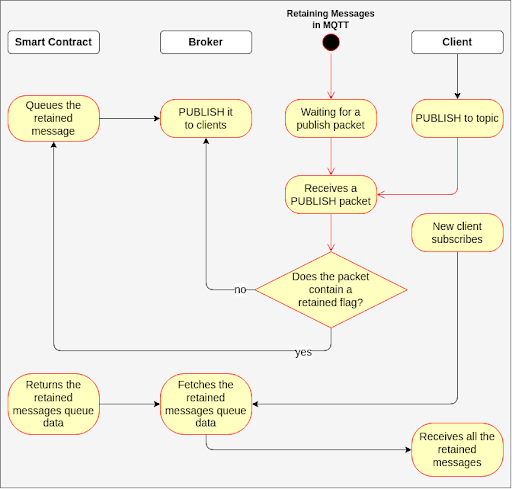 Retaining Messages
in MQTT
Smart Contract
Broker
Client
Queues the
retained
message
PUBLISH it
to clients
Waiting for a
publish packet
PUBLISH to topic
Receives a
PUBLISH packet
New client
subscribes
Does the packet
contain a
retained flag?
no
yes
Returns the
retained
messages queue
data
Fetches the
retained
messages queue
data
Receives all the
retained
messages